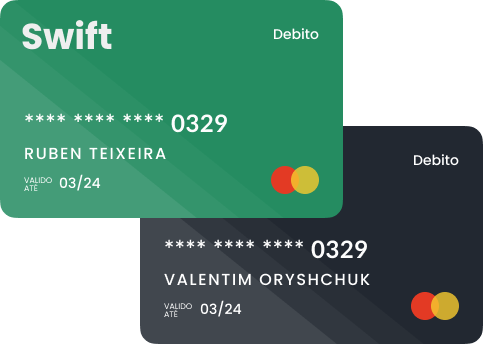 Swift
Debito
**** **** **** 0329
RUBEN TEIXEIRA
VALIDO
ATÉ
03/24
Debito
**** **** **** 0329
VALENTIM ORYSHCHUK
VALIDO
ATÉ
03/24